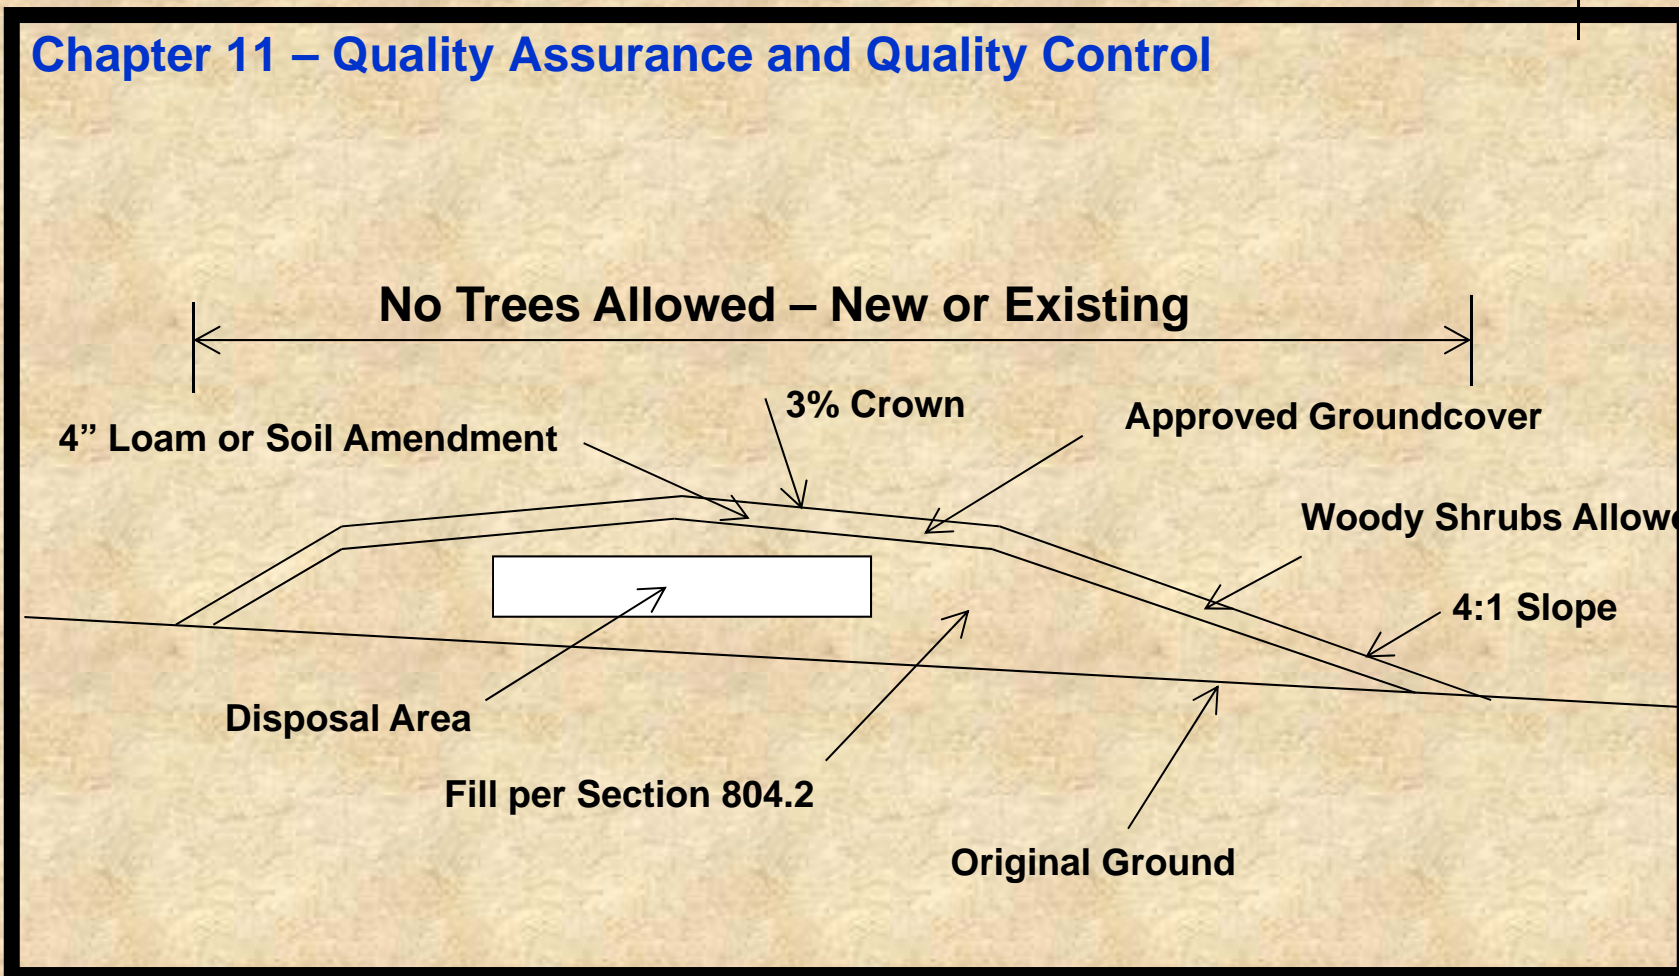 Chapter 11 – Quality Assurance and Quality Control
No Trees Allowed – New or Existing
3% Crown
4” Loam or Soil Amendment
Approved Groundcover
Woody Shrubs
4:1 Slope
Disposal Area
Fill per Section 804.2
Original Ground